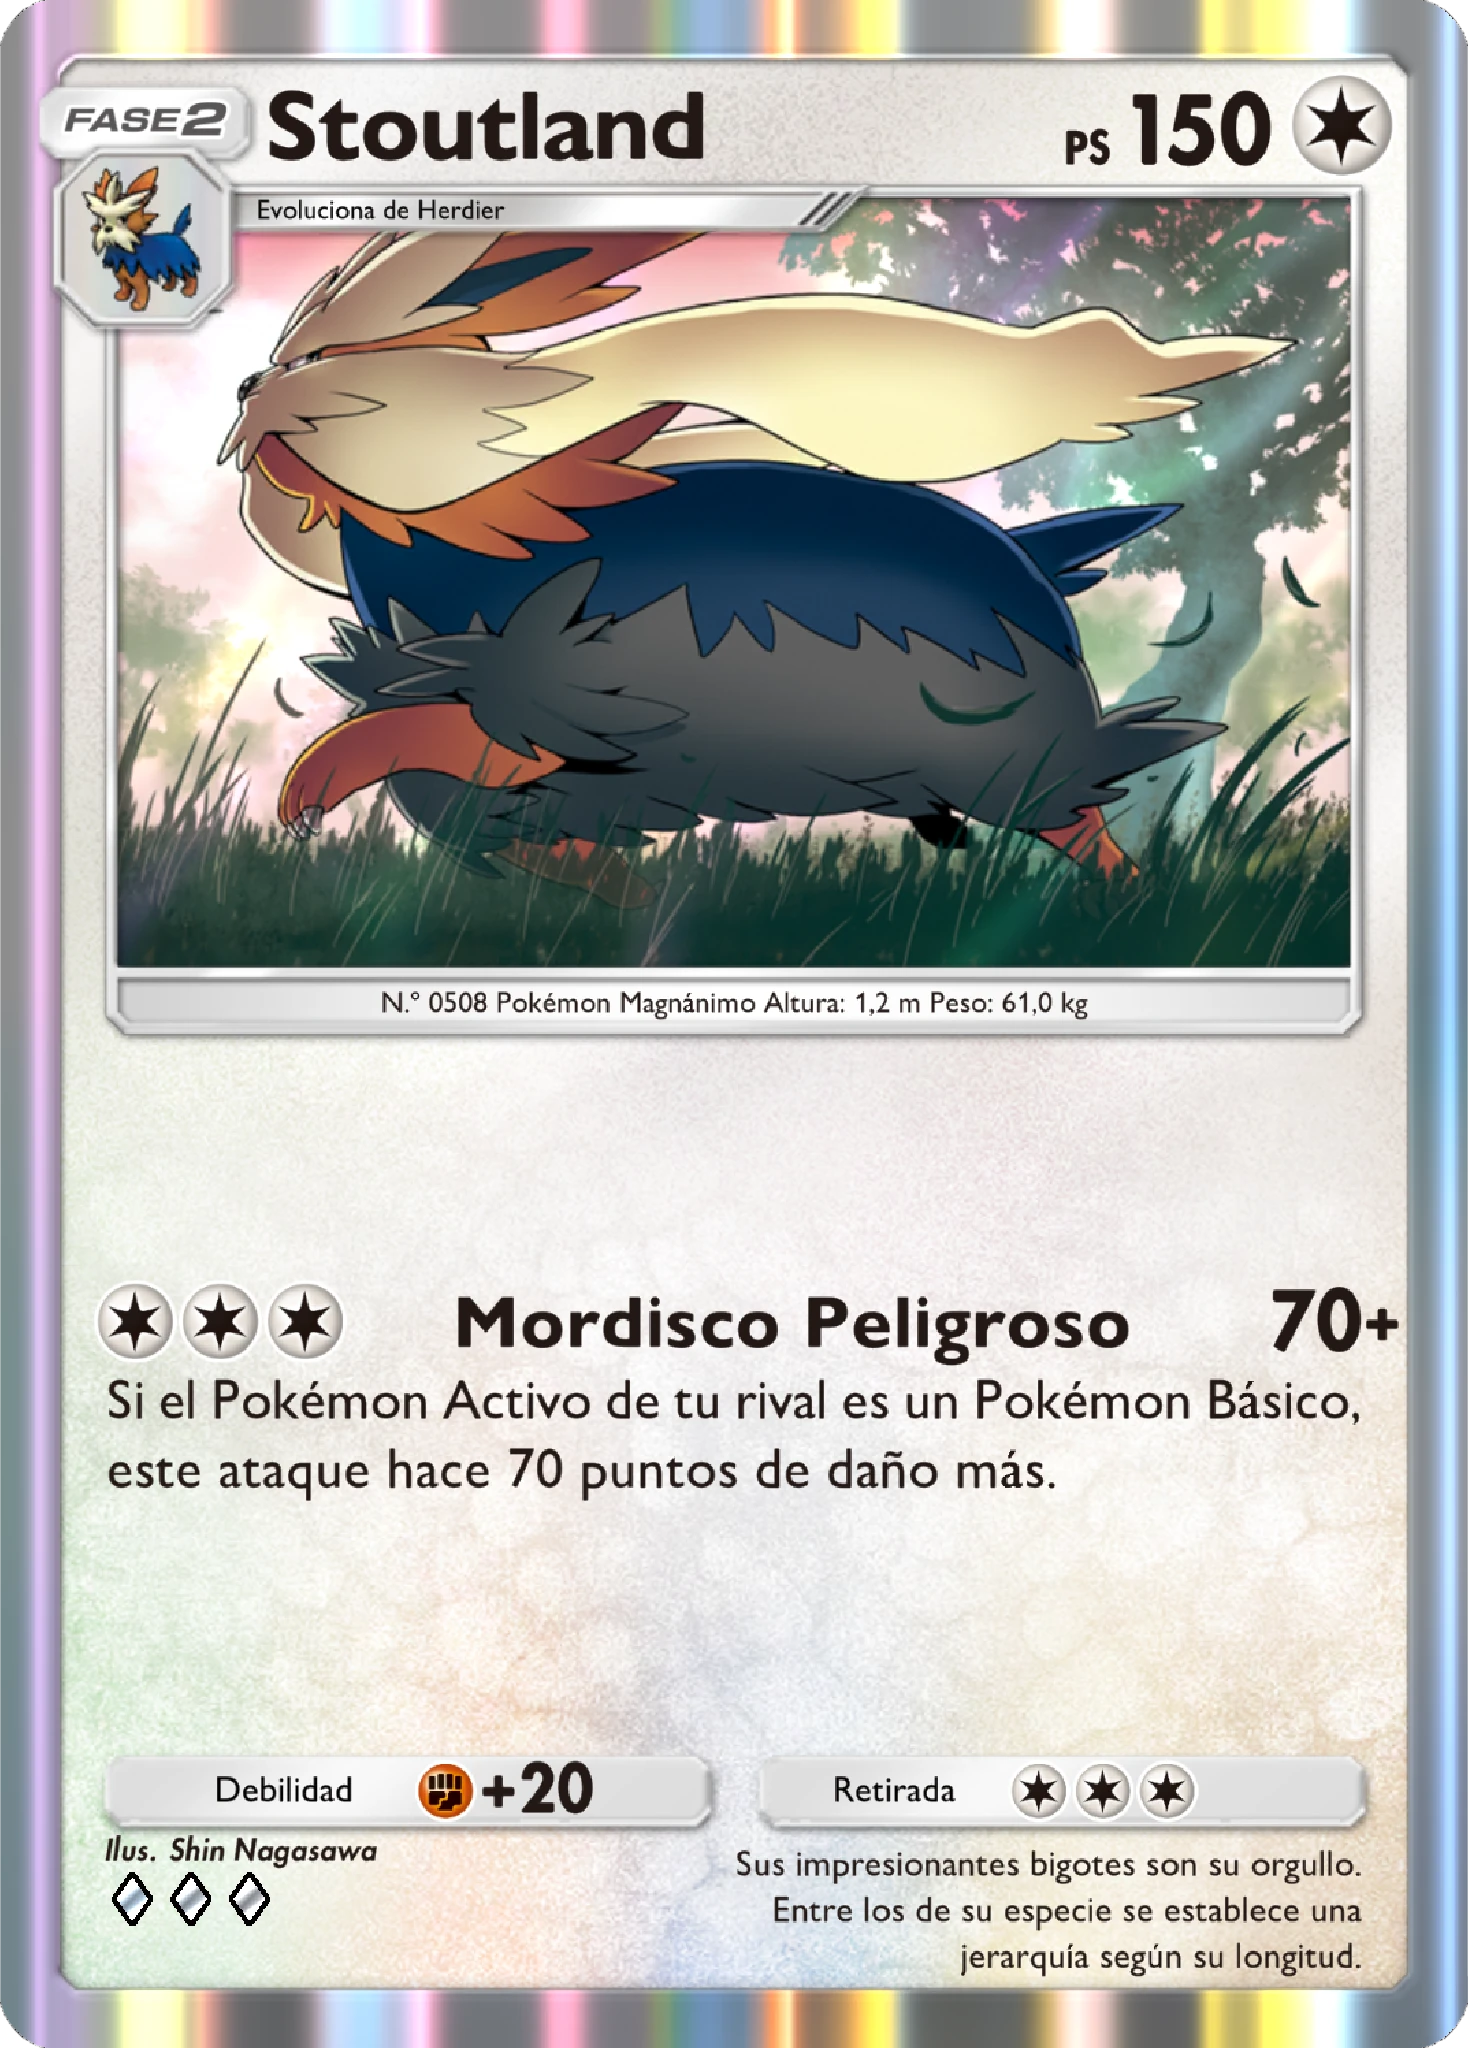 FASE 2
Stoutland
PS 150
Evoluciona de Herdier
N.º 0508 Pokémon Magnánimo Altura: 1,2 m Peso: 61,0 kg
Mordisco Peligroso 70+
Si el Pokémon Activo de tu rival es un Pokémon Básico,
este ataque hace 70 puntos de daño más.
Debilidad +20
Retirada
Ilus. Shin Nagasawa
Sus impresionantes bigotes son su orgullo.
Entre los de su especie se establece una
jerarquía según su longitud.